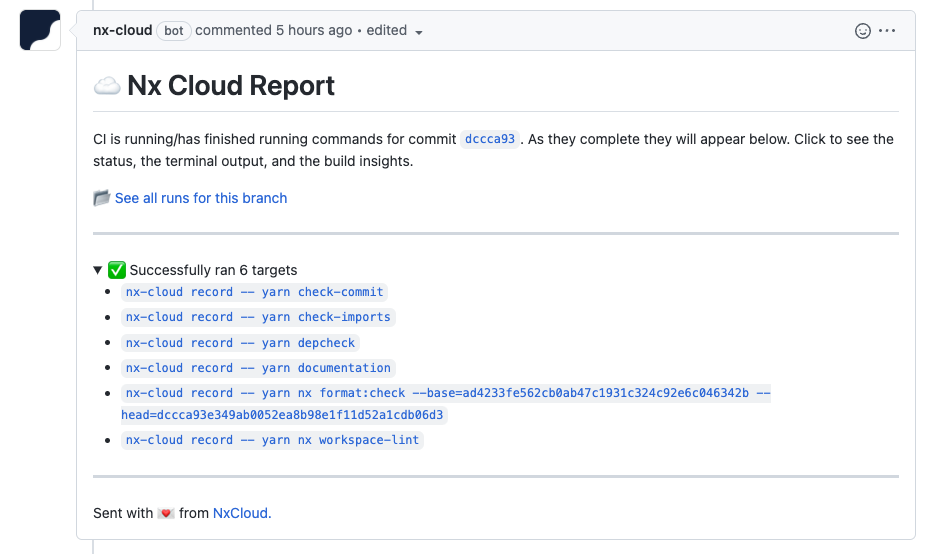 nx-cloud bot commented 5 hours ago • edited
Nx Cloud Report
CI is running/has finished running commands for commit dccca93. As they complete they will appear below. Click to see the
status, the terminal output, and the build insights.
See all runs for this branch
Successfully ran 6 targets
nx-cloud record -- yarn check-commit
nx-cloud record -- yarn check-imports
nx-cloud record -- yarn depcheck
nx-cloud record -- yarn documentation
nx-cloud record -- yarn nx format:check --base=ad4233fe562cb0ab47c1931c324c92e6c046342b --
head=dccca93e349ab0052ea8b98e1f11d52a1cdb06d3
nx-cloud record -- yarn nx workspace-lint
Sent with 💌 from NxCloud.